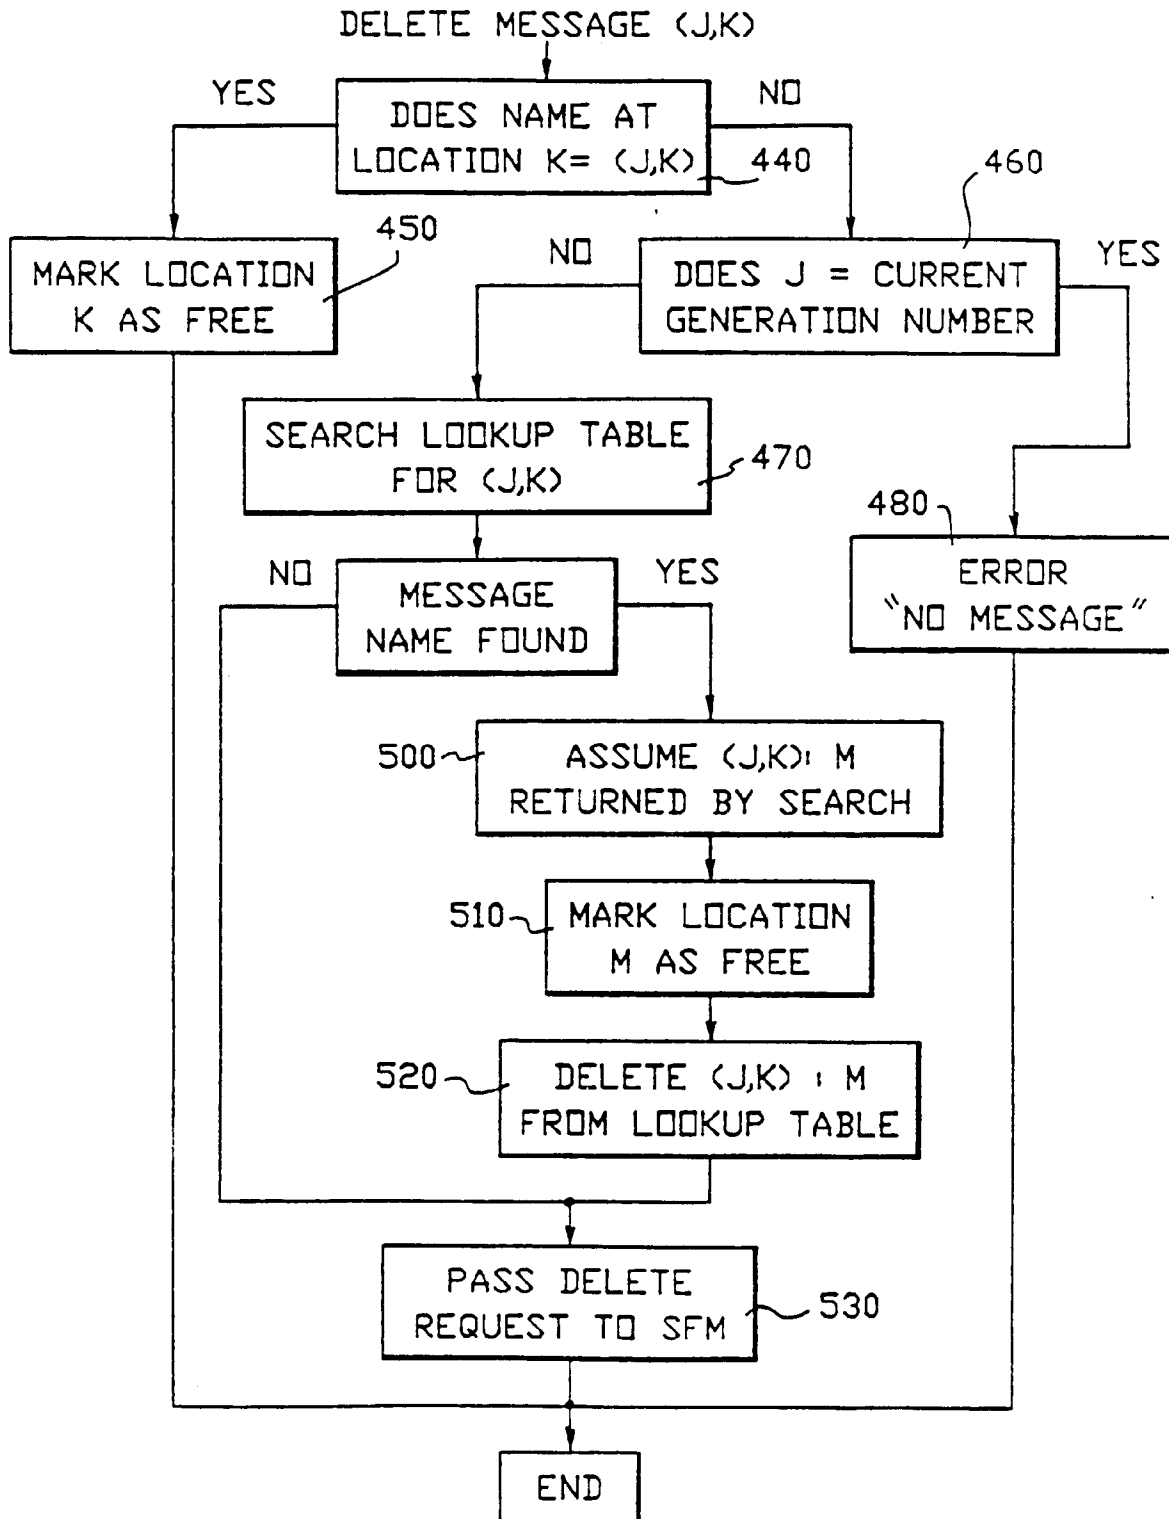 DELETE MESSAGE (J,K)
YES
NO
DOES NAME AT
LOCATION K= (J,K)
440
460
450
NO
YES
MARK LOCATION
K AS FREE
DOES J = CURRENT
GENERATION NUMBER
SEARCH LOOKUP TABLE
FOR (J,K)
470
480
NO
YES
MESSAGE
NAME FOUND
ERROR
"NO MESSAGE"
500
ASSUME (J,K): M
RETURNED BY SEARCH
510
MARK LOCATION
M AS FREE
520
DELETE (J,K) : M
FROM LOOKUP TABLE
PASS DELETE
REQUEST TO SFM
530
END